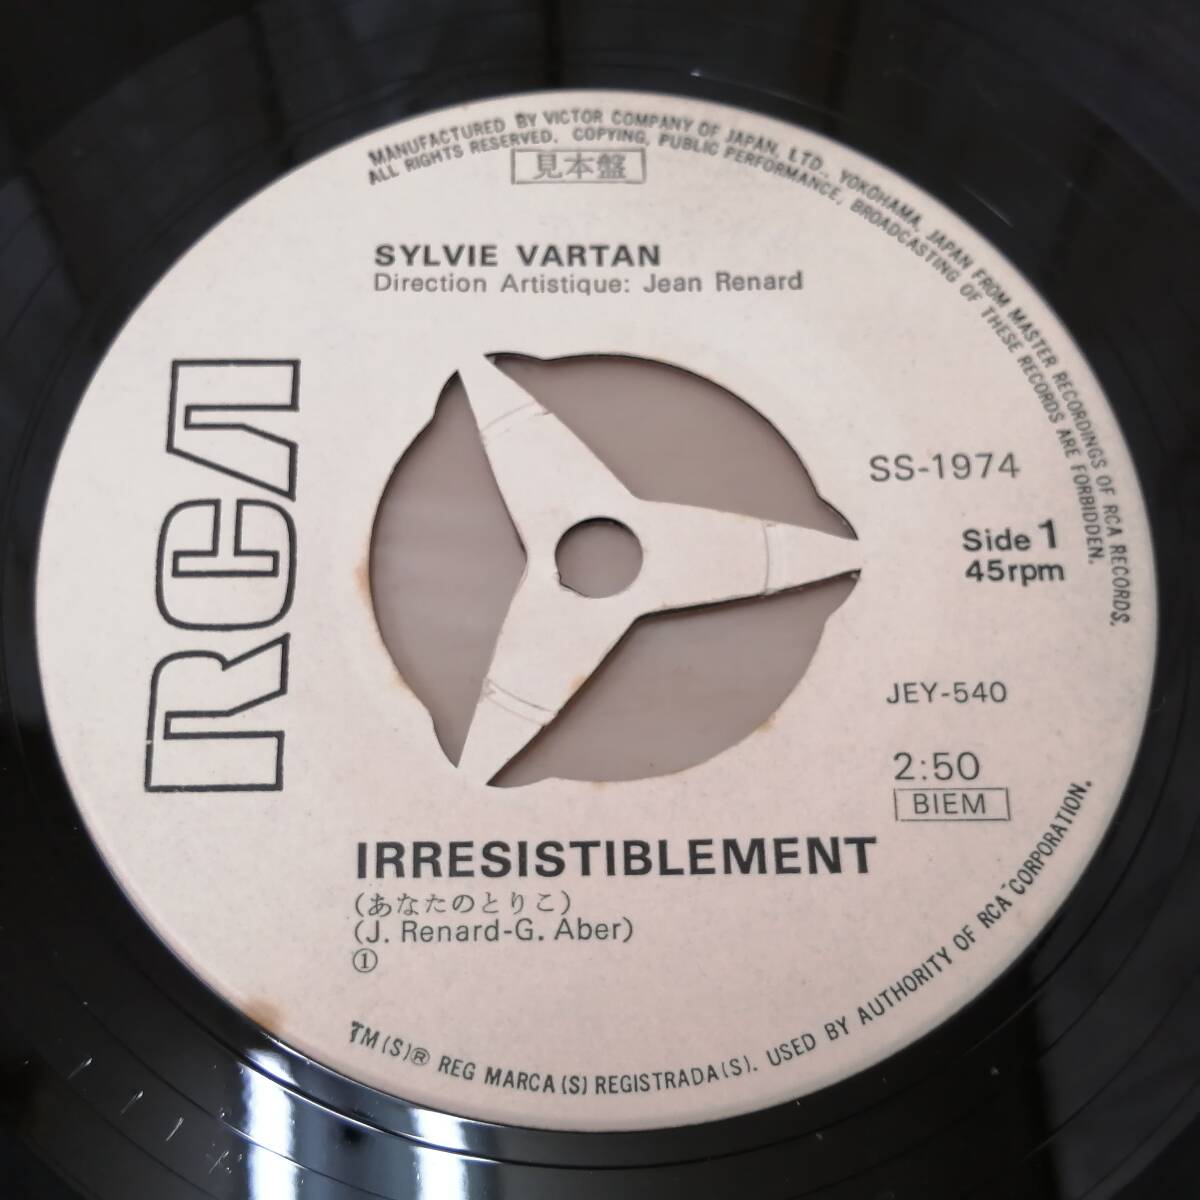 MANUFACTURED BY VICTOR COMPANY OF JAPAN, LTD., YOKOHAMA, JAPAN FROM MASTER RECORDINGS OF RCA RECORDS.
ALL RIGHTS RESERVED. COPYING, PUBLIC PERFORMANCE, BROADCASTING OF THESE RECORDS ARE FORBIDDEN.
見本盤
SYLVIE VARTAN
Direction Artistique: Jean Renard
RCA
SS-1974
Side 1
45rpm
JEY-540
2:50
BIEM
IRRESISTIBLEMENT
(あなたのとりこ)
(J. Renard-G. Aber)
①
TM(S)® REG MARCA(S) REGISTRADA(S). USED BY AUTHORITY OF RCA CORPORATION.